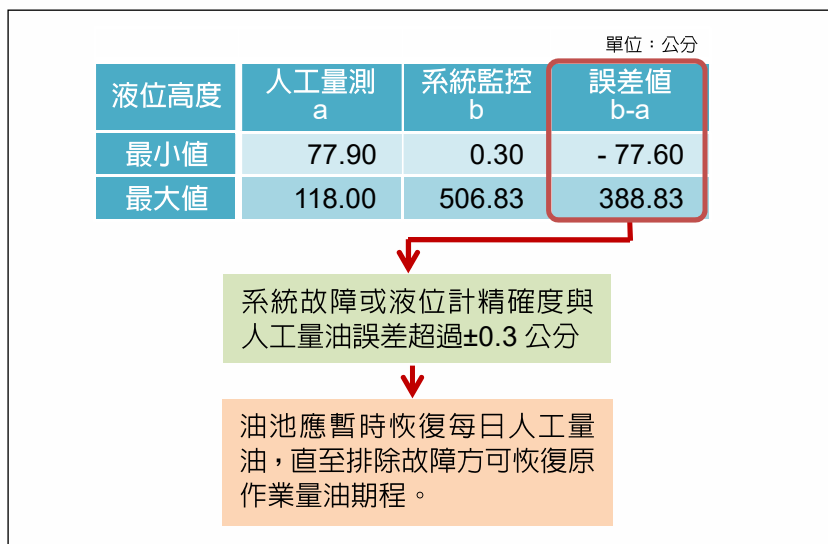 單位：公分
液位高度 人工量測 a 系統監控 b 誤差值 b-a
最小值 77.90 0.30 - 77.60
最大值 118.00 506.83 388.83
系統故障或液位計精確度與
人工量油誤差超過±0.3 公分
油池應暫時恢復每日人工量
油，直至排除故障方可恢復原
作業量油期程。